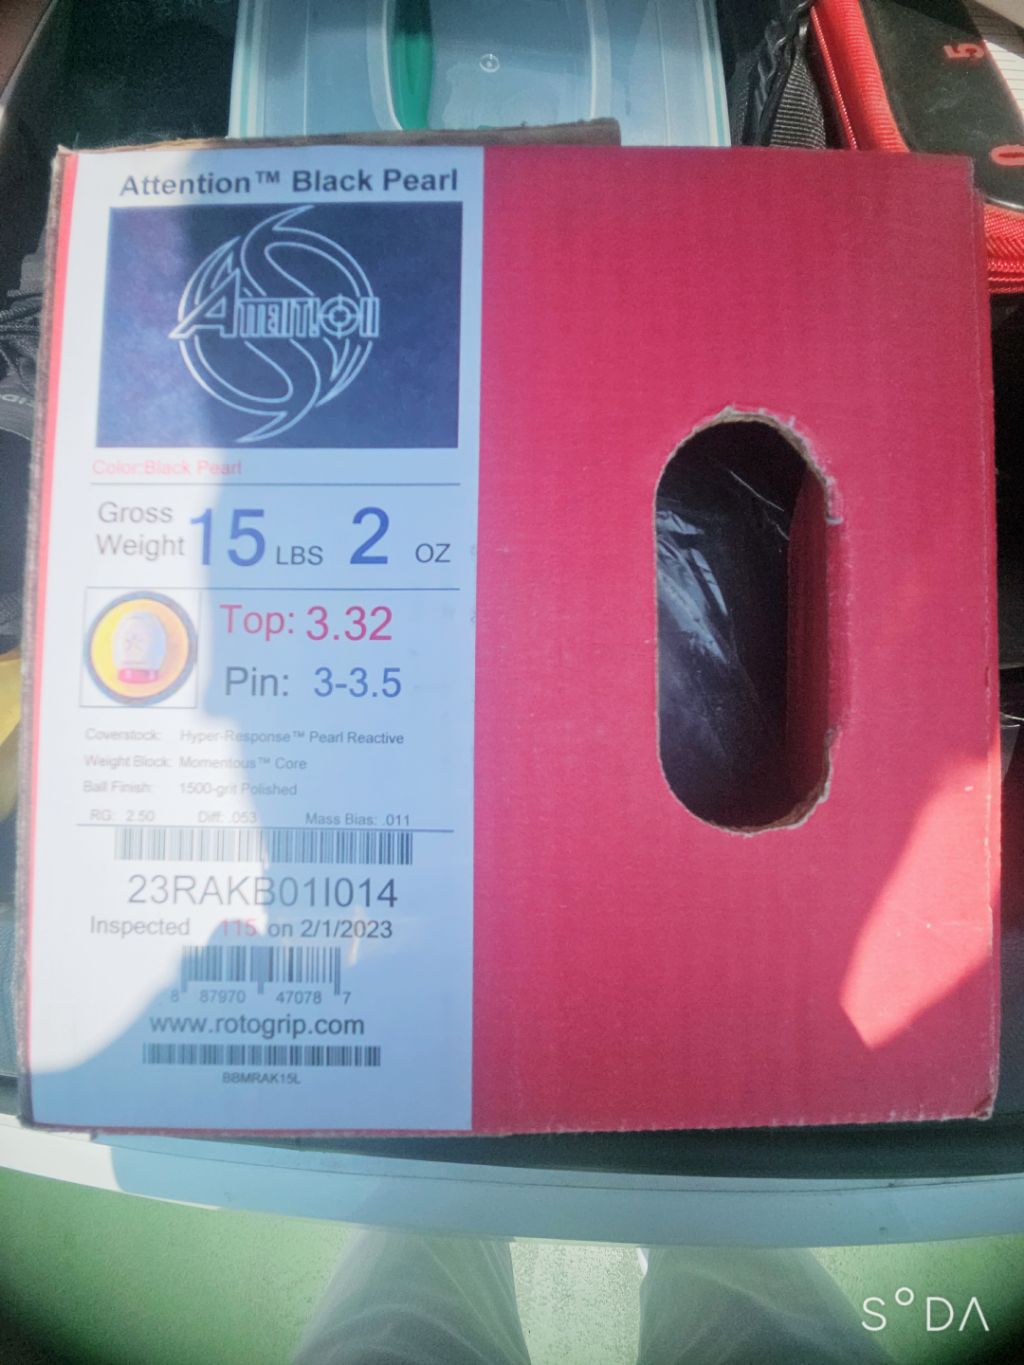 Attention™ Black Pearl
Color:Black Pearl
Gross Weight 15 LBS 2 OZ
Top: 3.32
Pin: 3-3.5
Coverstock: Hyper-Response™ Pearl Reactive
Weight Block: Momentous™ Core
Ball Finish: 1500-grit Polished
RG: 2.50 Diff: .053 Mass Bias: .011
23RAKB01I014
Inspected 115 on 2/1/2023
8 87970 47078 7
www.rotogrip.com
BBMRAK15L
5
0
S°DA